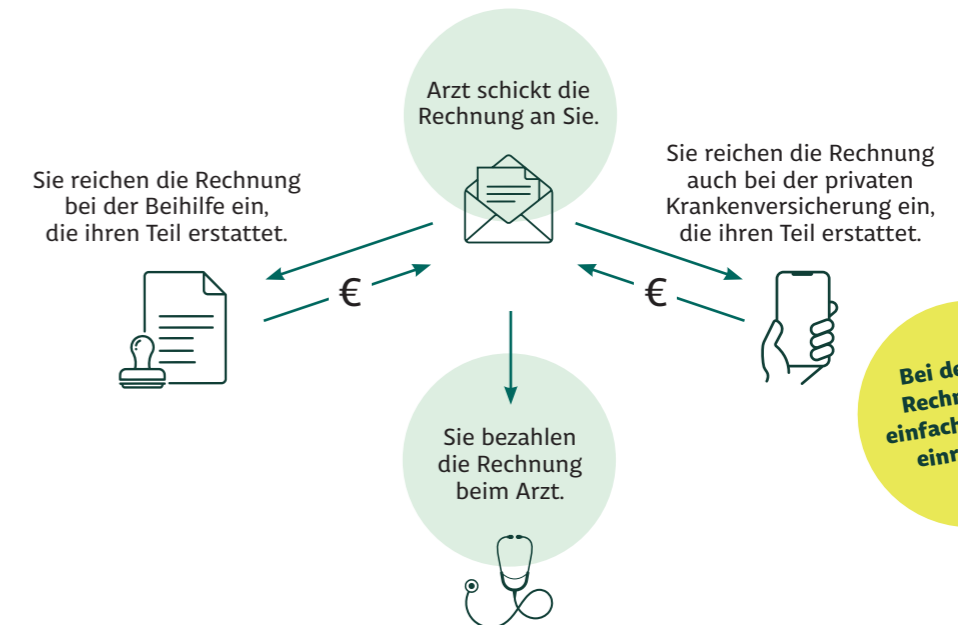 Arzt schickt die
Rechnung an Sie.
Sie reichen die Rechnung
bei der Beihilfe ein,
die ihren Teil erstattet.
Sie reichen die Rechnung
auch bei der privaten
Krankenversicherung ein,
die ihren Teil erstattet.
€
€
Bei
einfach
Sie bezahlen
die Rechnung
beim Arzt.